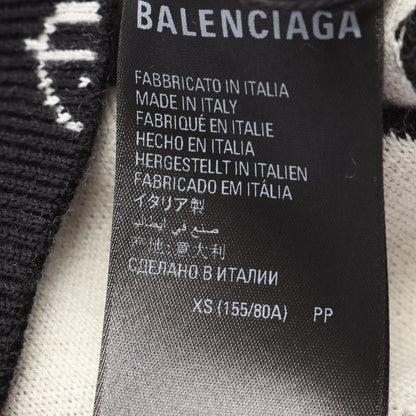 BALENCIAGA
FABBRICATO IN ITALIA
MADE IN ITALY
FABRIQUÉ EN ITALIE
HECHO EN ITALIA
HERGESTELLT IN ITALIEN
FABRICADO EM ITÁLIA
イタリア製
صنع في إيطاليا
产地:意大利
СДЕЛАНО В ИТАЛИИ
XS (155/80A) PP